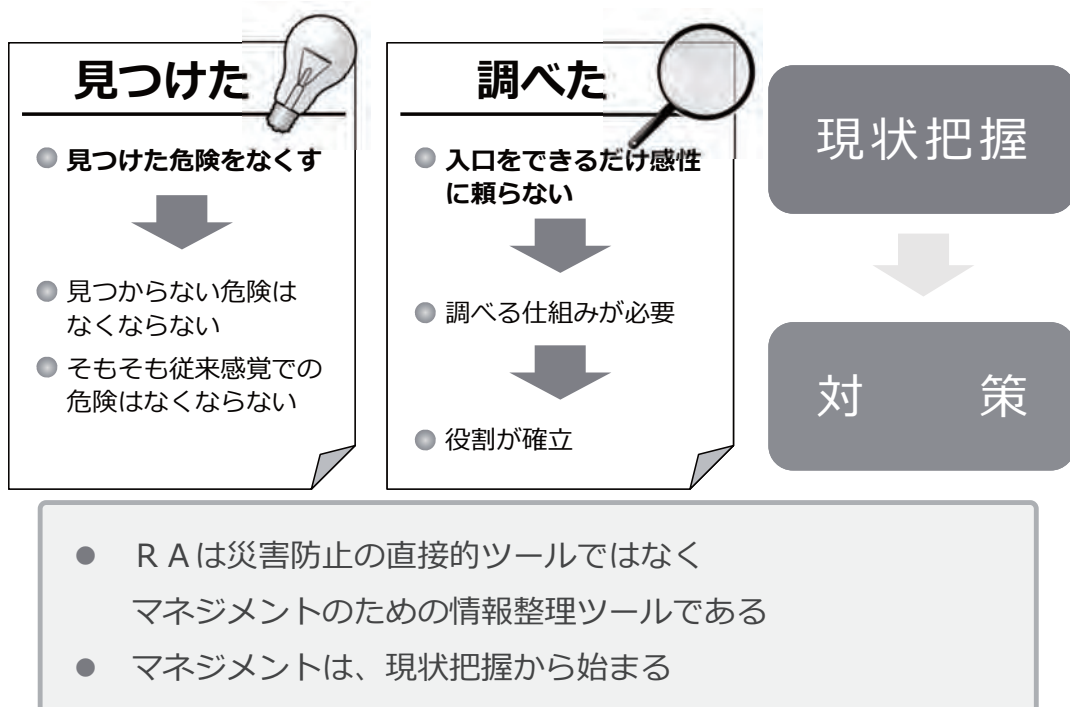 見つけた
見つけた危険をなくす
見つからない危険は
なくならない
そもそも従来感覚での
危険はなくならない
調べた
入口をできるだけ感性
に頼らない
調べる仕組みが必要
役割が確立
現状把握
対策
ＲＡは災害防止の直接的ツールではなく
マネジメントのための情報整理ツールである
マネジメントは、現状把握から始まる